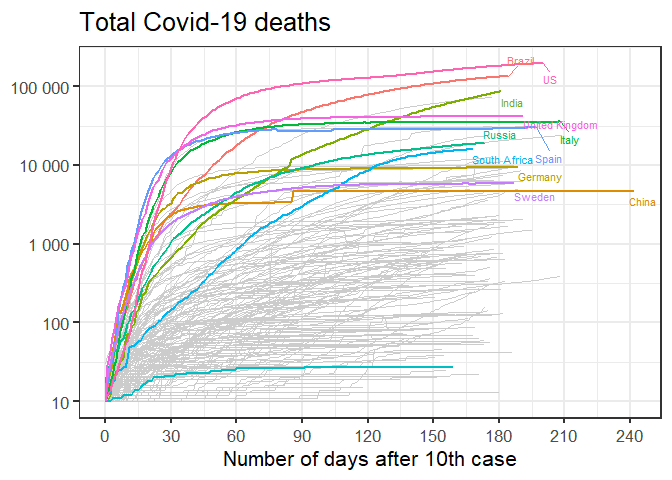 Total Covid-19 deaths
Brazil
US
100 000
India
United Kingdom
Russia
Italy
10 000
South Africa
Spain
Germany
Sweden
China
1 000
100
10
0 30 60 90 120 150 180 210 240
Number of days after 10th case